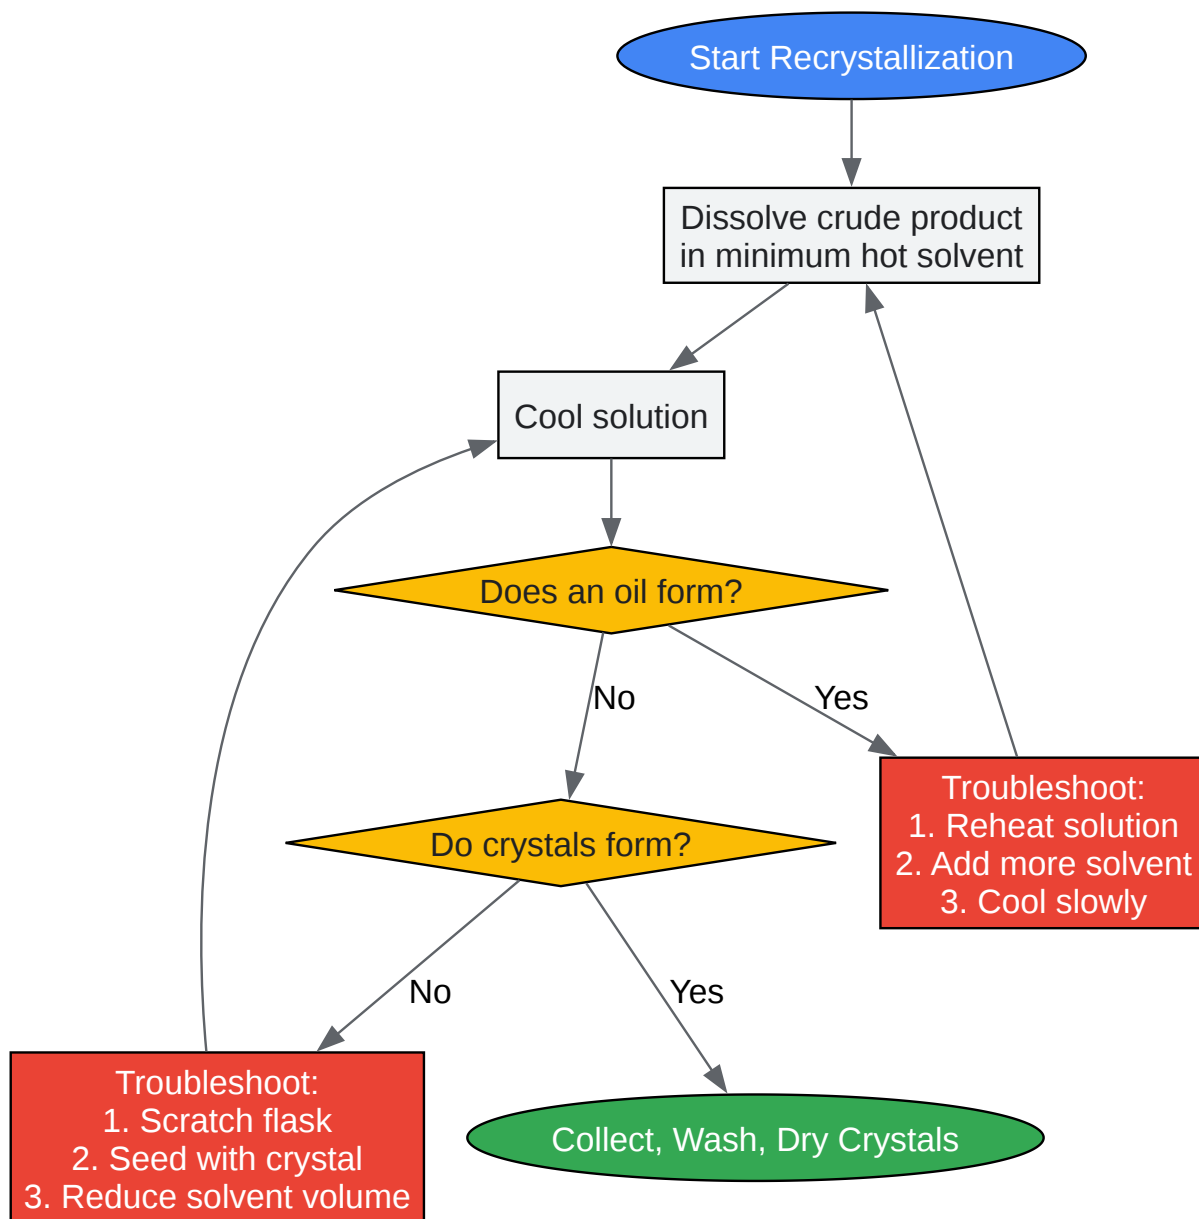 Start Recrystallization
Dissolve crude product
in minimum hot solvent
Cool solution
Does an oil form?
No
Yes
Troubleshoot:
1. Reheat solution
2. Add more solvent
3. Cool slowly
Do crystals form?
No
Yes
Troubleshoot:
1. Scratch flask
2. Seed with crystal
3. Reduce solvent volume
Collect, Wash, Dry Crystals